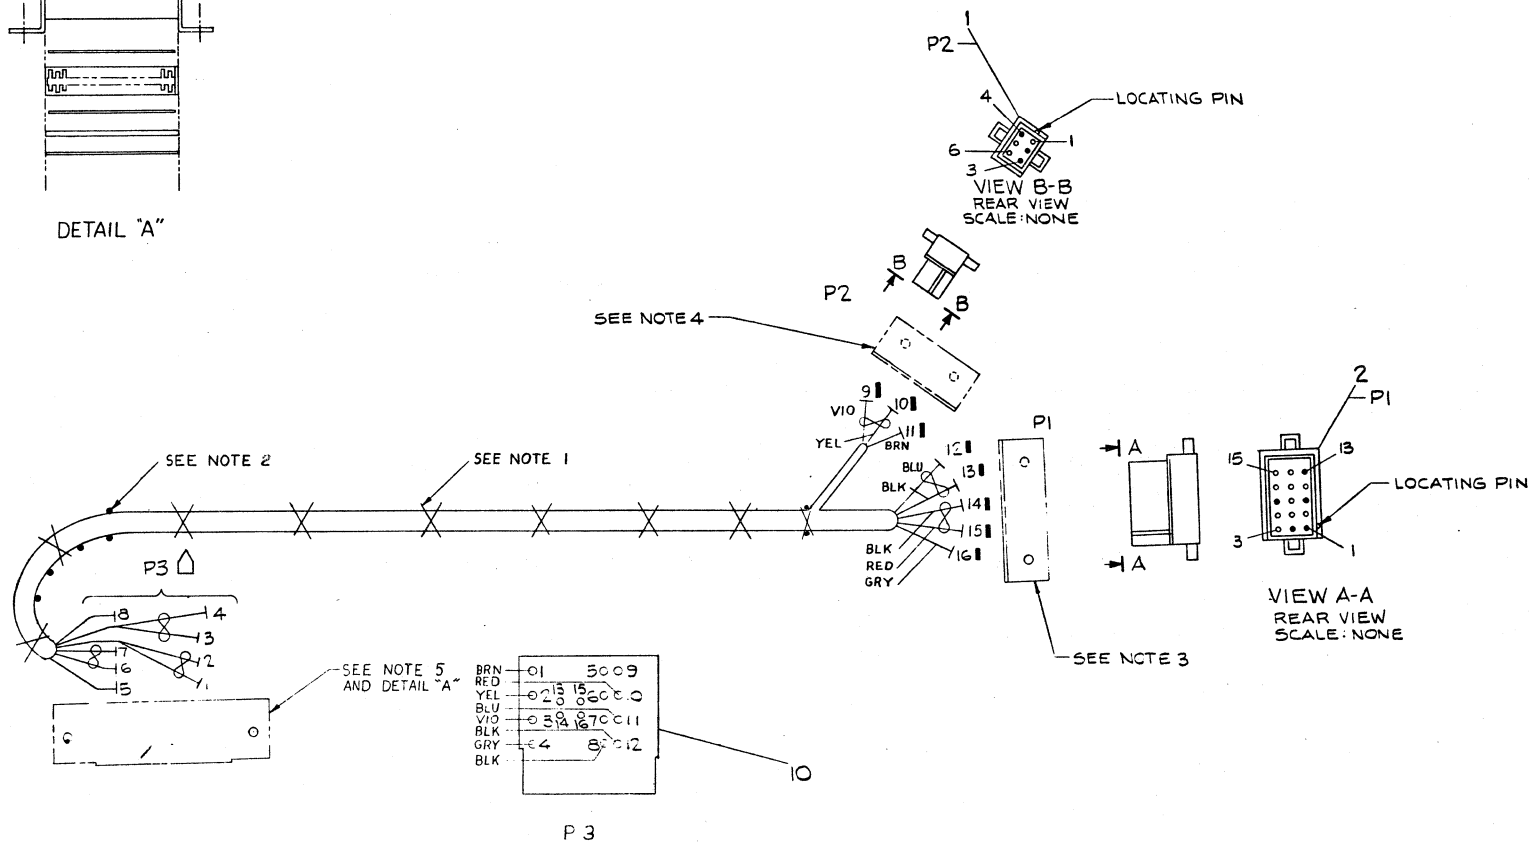 1
P2
4
LOCATING PIN
1
6
3
VIEW B-B
REAR VIEW
SCALE: NONE
DETAIL "A"
B
P2
B
SEE NOTE 4
2
P1
9
VIO
10
YEL
11
BRN
P1
12
BLU
13
BLK
14
15
16
BLK
RED
GRY
A
A
15
13
LOCATING PIN
3
1
VIEW A-A
REAR VIEW
SCALE: NONE
SEE NOTE 3
SEE NOTE 2
SEE NOTE 1
P3
8
4
3
7
2
6
5
1
SEE NOTE 5
AND DETAIL "A"
BRN 1 5 9
RED
YEL 2 13 15 6
BLU
VIO 3 14 16 7 11
BLK
GRY 4 8 12
BLK
10
P3